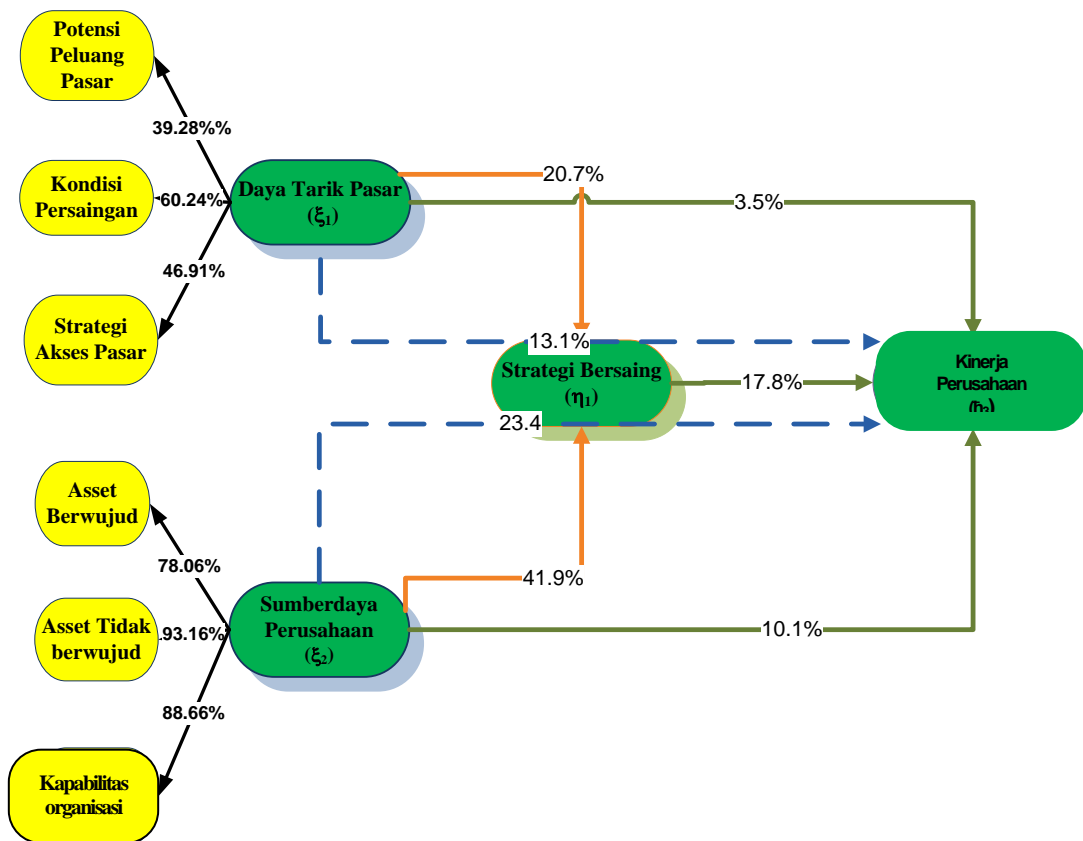 Potensi
Peluang
Pasar
39.28%%
Kondisi
Persaingan
60.24%
Daya Tarik Pasar
(ξ1)
20.7%
3.5%
46.91%
Strategi
Akses Pasar
13.1%
Strategi Bersaing
(η1)
17.8%
Kinerja
Perusahaan
23.4
Asset
Berwujud
78.06%
41.9%
Sumberdaya
Perusahaan
(ξ2)
Asset Tidak
berwujud
.93.16%
10.1%
88.66%
Kapabilitas
organisasi